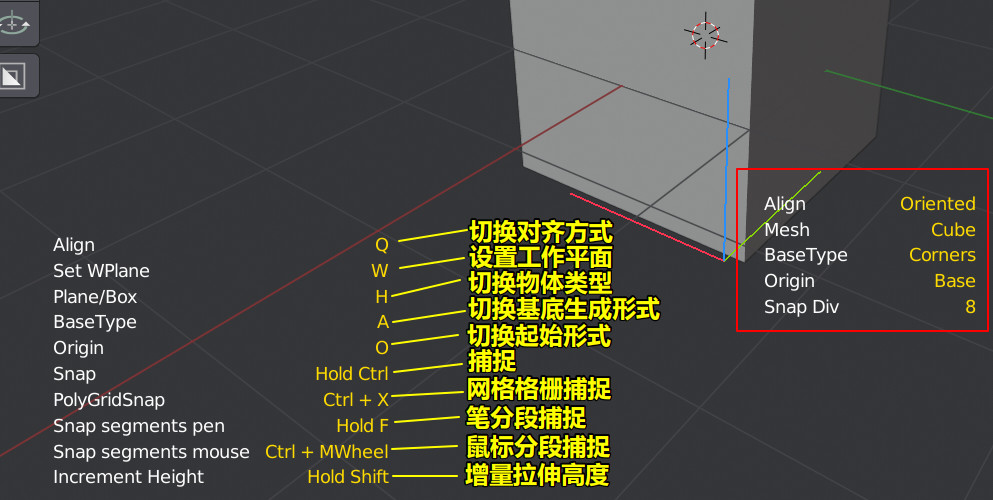 Align Q 切换对齐方式
Set WPlane W 设置工作平面
Plane/Box H 切换物体类型
BaseType A 切换基底生成形式
Origin O 切换起始形式
Snap Hold Ctrl 捕捉
PolyGridSnap Ctrl + X 网格格栅捕捉
Snap segments pen Hold F 笔分段捕捉
Snap segments mouse Ctrl + MWheel 鼠标分段捕捉
Increment Height Hold Shift 增量拉伸高度
Align Oriented
Mesh Cube
BaseType Corners
Origin Base
Snap Div 8